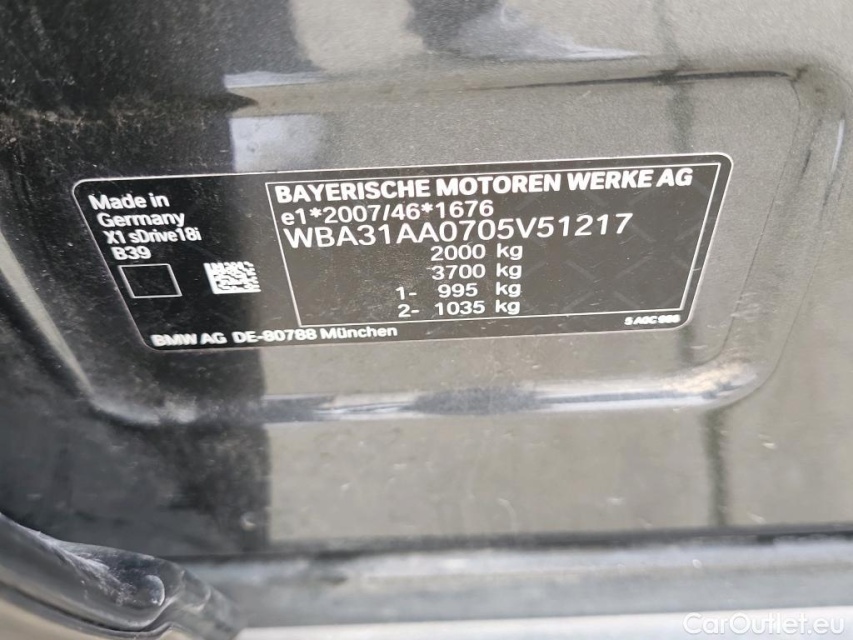 Made in
Germany
X1 sDrive18i
B39
BAYERISCHE MOTOREN WERKE AG
e1*2007/46*1676
WBA31AA0705V51217
2000 kg
3700 kg
1- 995 kg
2- 1035 kg
BMW AG DE-80788 München
CarOutlet.eu